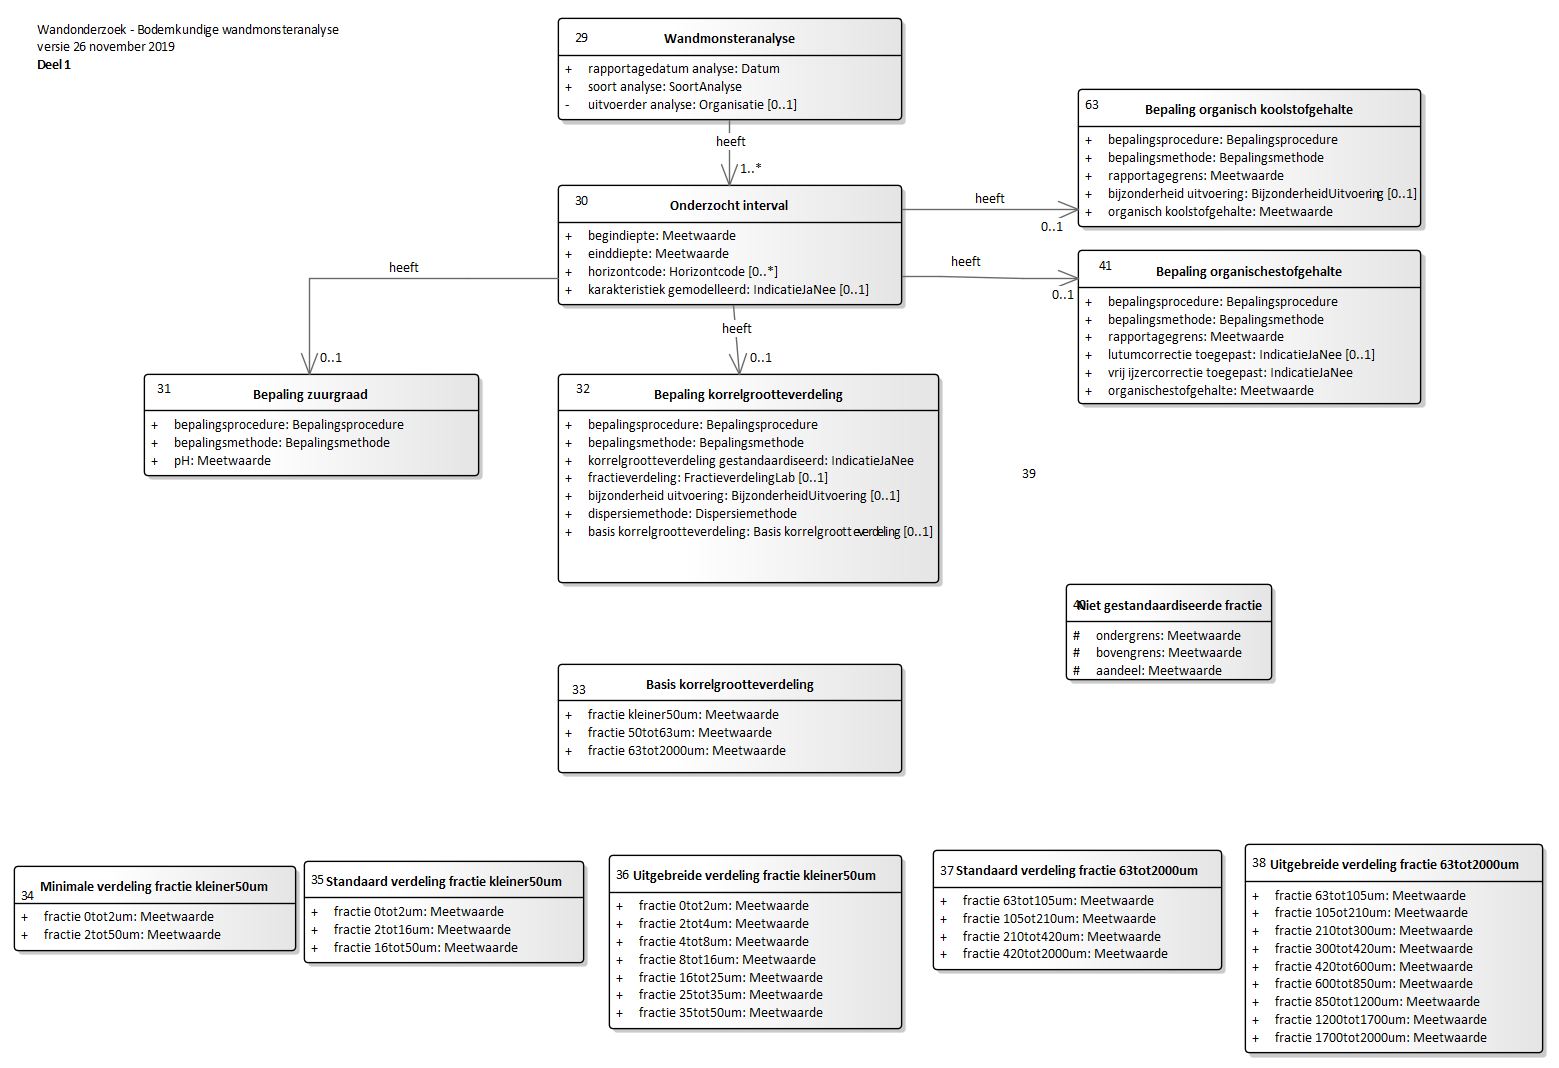 Wandonderzoek - Bodemkundige wandmonsteranalyse
versie 26 november 2019
Deel 1
29
Wandmonsteranalyse
+ rapportagedatum analyse: Datum
+ soort analyse: SoortAnalyse
- uitvoerder analyse: Organisatie [0..1]
heeft
1..*
63
Bepaling organisch koolstofgehalte
+ bepalingsprocedure: Bepalingsprocedure
+ bepalingsmethode: Bepalingsmethode
+ rapportagegrens: Meetwaarde
+ bijzonderheid uitvoering: BijzonderheidUitvoering [0..1]
+ organisch koolstofgehalte: Meetwaarde
30
Onderzocht interval
+ begindiepte: Meetwaarde
+ einddiepte: Meetwaarde
+ horizontcode: Horizontcode [0..*]
+ karakteristiek gemodelleerd: IndicatieJaNee [0..1]
heeft
0..1
heeft
0..1
41
Bepaling organischestofgehalte
+ bepalingsprocedure: Bepalingsprocedure
+ bepalingsmethode: Bepalingsmethode
+ rapportagegrens: Meetwaarde
+ lutumcorrectie toegepast: IndicatieJaNee [0..1]
+ vrij ijzercorrectie toegepast: IndicatieJaNee
+ organischestofgehalte: Meetwaarde
heeft
0..1
heeft
0..1
31
Bepaling zuurgraad
+ bepalingsprocedure: Bepalingsprocedure
+ bepalingsmethode: Bepalingsmethode
+ pH: Meetwaarde
32
Bepaling korrelgrootteverdeling
+ bepalingsprocedure: Bepalingsprocedure
+ bepalingsmethode: Bepalingsmethode
+ korrelgrootteverdeling gestandaardiseerd: IndicatieJaNee
+ fractieverdeling: FractieverdelingLab [0..1]
+ bijzonderheid uitvoering: BijzonderheidUitvoering [0..1]
+ dispersiemethode: Dispersiemethode
+ basis korrelgrootteverdeling: Basis korrelgrootteverdeling [0..1]
39
40
Niet gestandaardiseerde fractie
# ondergrens: Meetwaarde
# bovengrens: Meetwaarde
# aandeel: Meetwaarde
33
Basis korrelgrootteverdeling
+ fractie kleiner50um: Meetwaarde
+ fractie 50tot63um: Meetwaarde
+ fractie 63tot2000um: Meetwaarde
34
Minimale verdeling fractie kleiner50um
+ fractie 0tot2um: Meetwaarde
+ fractie 2tot50um: Meetwaarde
35
Standaard verdeling fractie kleiner50um
+ fractie 0tot2um: Meetwaarde
+ fractie 2tot16um: Meetwaarde
+ fractie 16tot50um: Meetwaarde
36
Uitgebreide verdeling fractie kleiner50um
+ fractie 0tot2um: Meetwaarde
+ fractie 2tot4um: Meetwaarde
+ fractie 4tot8um: Meetwaarde
+ fractie 8tot16um: Meetwaarde
+ fractie 16tot25um: Meetwaarde
+ fractie 25tot35um: Meetwaarde
+ fractie 35tot50um: Meetwaarde
37
Standaard verdeling fractie 63tot2000um
+ fractie 63tot105um: Meetwaarde
+ fractie 105tot210um: Meetwaarde
+ fractie 210tot420um: Meetwaarde
+ fractie 420tot2000um: Meetwaarde
38
Uitgebreide verdeling fractie 63tot2000um
+ fractie 63tot105um: Meetwaarde
+ fractie 105tot210um: Meetwaarde
+ fractie 210tot300um: Meetwaarde
+ fractie 300tot420um: Meetwaarde
+ fractie 420tot600um: Meetwaarde
+ fractie 600tot850um: Meetwaarde
+ fractie 850tot1200um: Meetwaarde
+ fractie 1200tot1700um: Meetwaarde
+ fractie 1700tot2000um: Meetwaarde